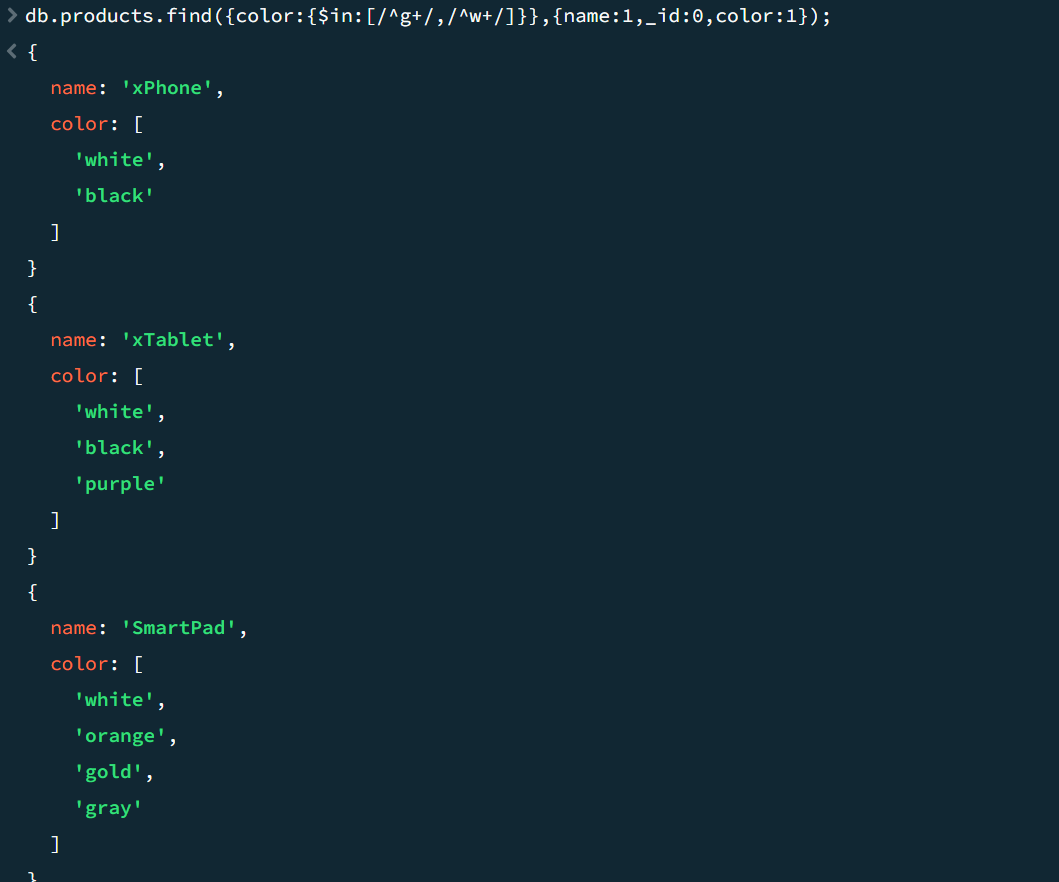 > db.products.find({color:{$in:[/^g+/,/^w+/]}},{name:1,_id:0,color:1});
< {
name: 'xPhone',
color: [
'white',
'black'
]
}
{
name: 'xTablet',
color: [
'white',
'black',
'purple'
]
}
{
name: 'SmartPad',
color: [
'white',
'orange',
'gold',
'gray'
]
}